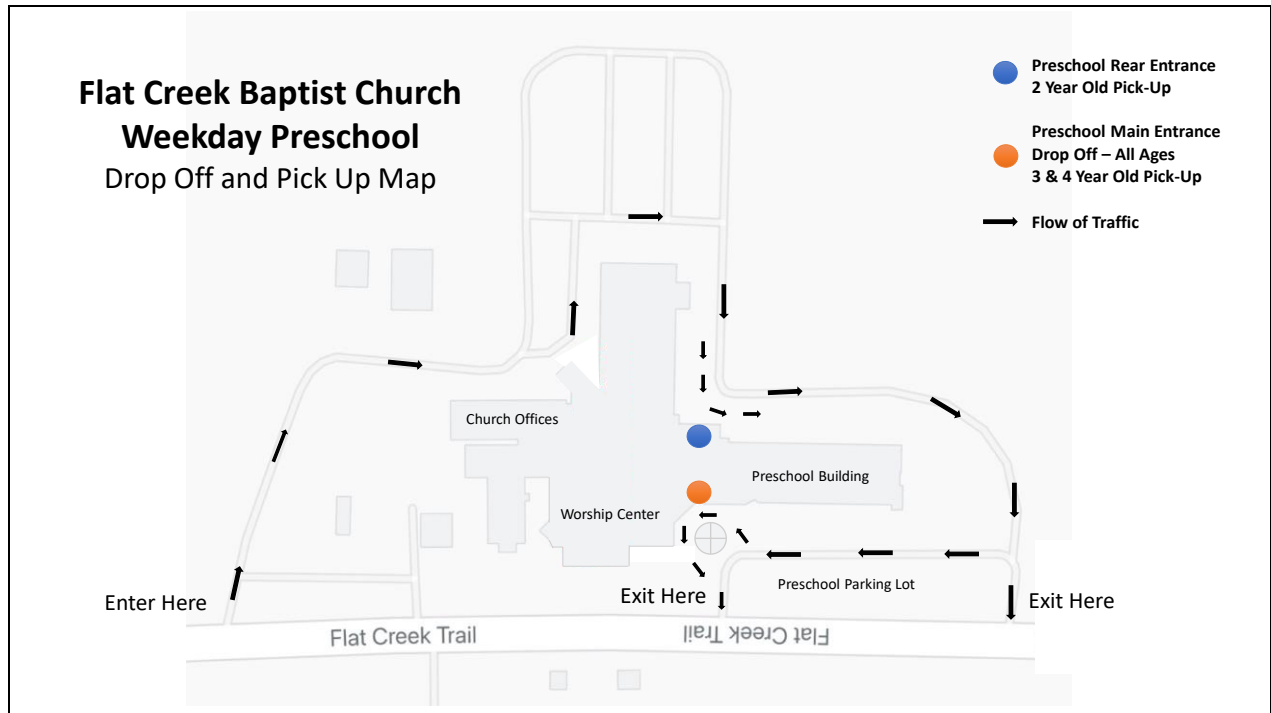 Flat Creek Baptist Church
Weekday Preschool
Drop Off and Pick Up Map
Preschool Rear Entrance
2 Year Old Pick-Up
Preschool Main Entrance
Drop Off – All Ages
3 & 4 Year Old Pick-Up
Flow of Traffic
Church Offices
Preschool Building
Worship Center
Preschool Parking Lot
Enter Here
Exit Here
Exit Here
Flat Creek Trail
Flat Creek Trail